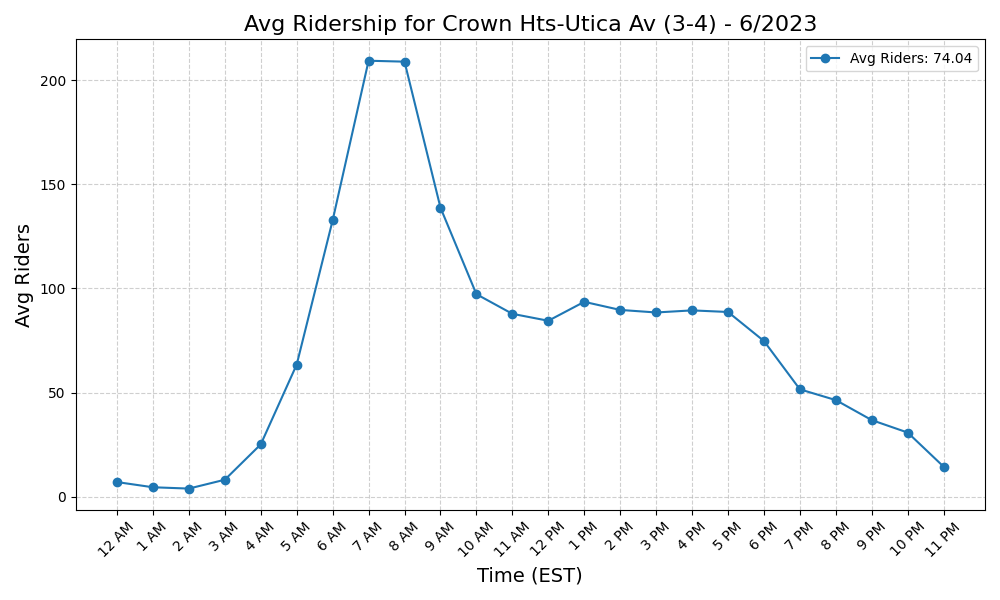 Avg Ridership for Crown Hts-Utica Av (3-4) - 6/2023
Avg Riders: 74.04
200
150
100
50
0
Avg Riders
12 AM
1 AM
2 AM
3 AM
4 AM
5 AM
6 AM
7 AM
8 AM
9 AM
10 AM
11 AM
12 PM
1 PM
2 PM
3 PM
4 PM
5 PM
6 PM
7 PM
8 PM
9 PM
10 PM
11 PM
Time (EST)